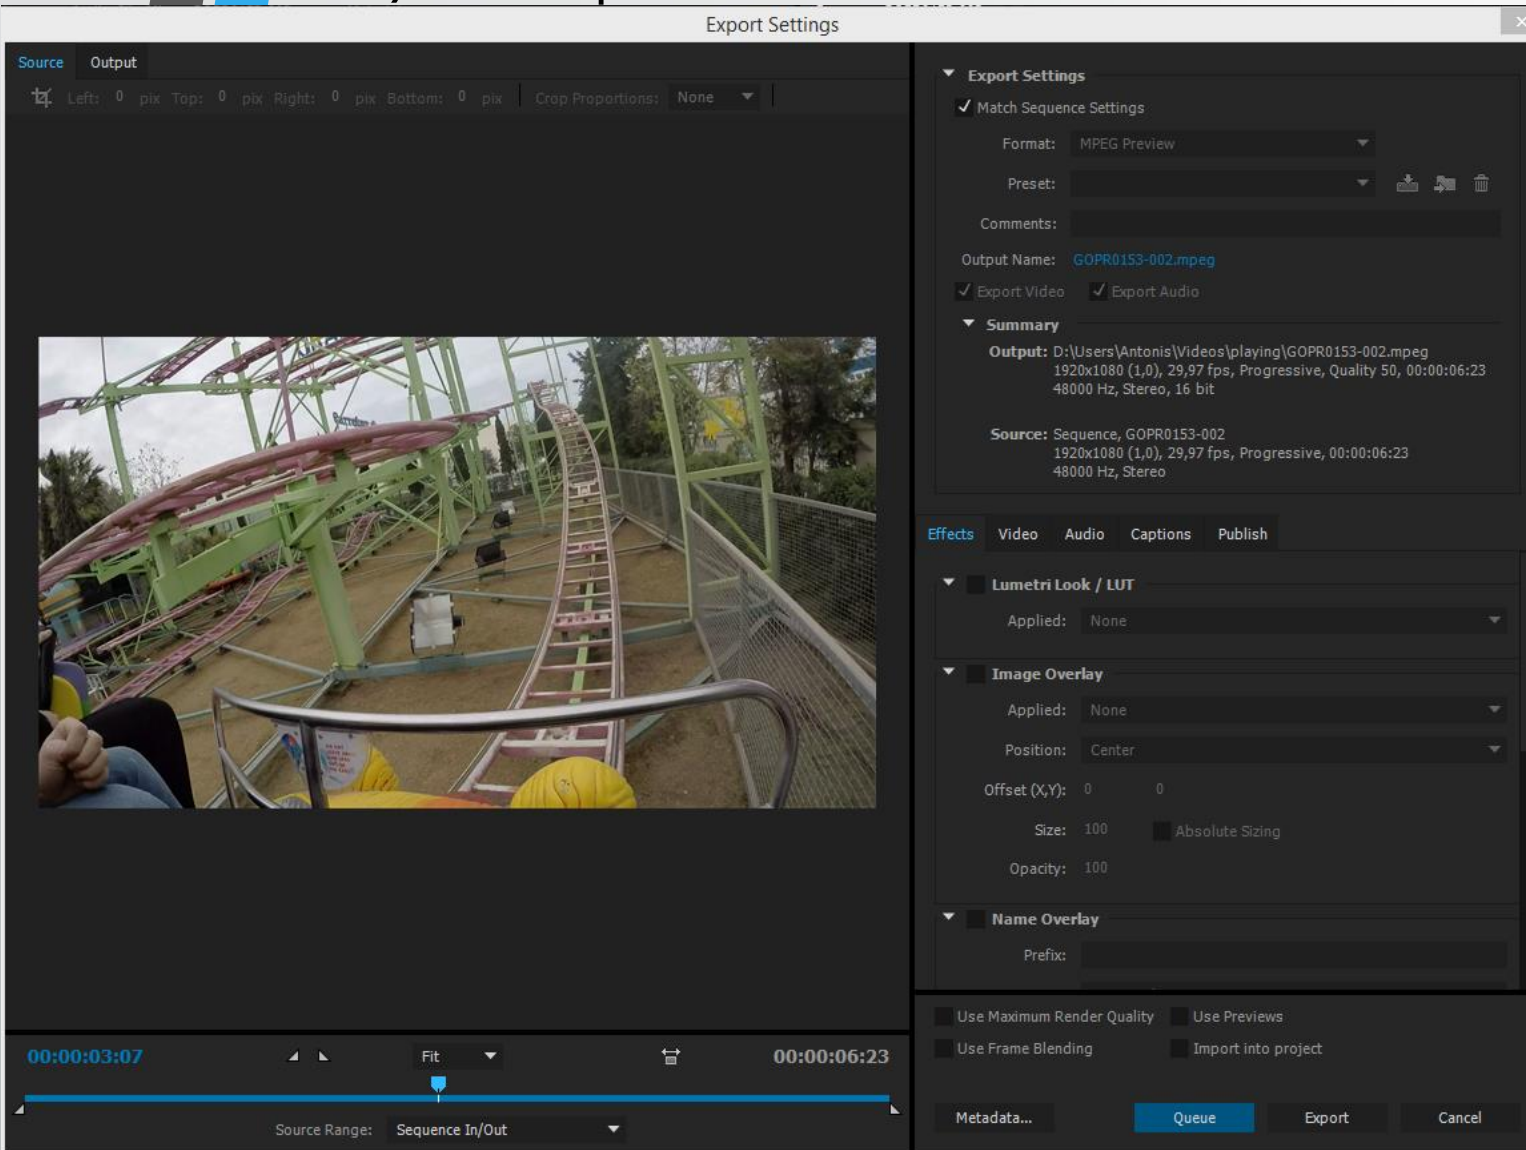 Export Settings
Source Output
Left: 0 pix Top: 0 pix Right: 0 pix Bottom: 0 pix Crop Proportions: None
Export Settings
Match Sequence Settings
Format: MPEG Preview
Preset:
Comments:
Output Name: GOPR0153-002.mpeg
Export Video Export Audio
Summary
Output: D:\Users\Antonis\Videos\playing\GOPR0153-002.mpeg
1920x1080 (1,0), 29,97 fps, Progressive, Quality 50, 00:00:06:23
48000 Hz, Stereo, 16 bit
Source: Sequence, GOPR0153-002
1920x1080 (1,0), 29,97 fps, Progressive, 00:00:06:23
48000 Hz, Stereo
Effects Video Audio Captions Publish
Lumetri Look / LUT
Applied: None
Image Overlay
Applied: None
Position: Center
Offset (X,Y): 0 0
Size: 100 Absolute Sizing
Opacity: 100
Name Overlay
Prefix:
Use Maximum Render Quality Use Previews
Use Frame Blending Import into project
00:00:03:07 Fit 00:00:06:23
Source Range: Sequence In/Out
Metadata... Queue Export Cancel